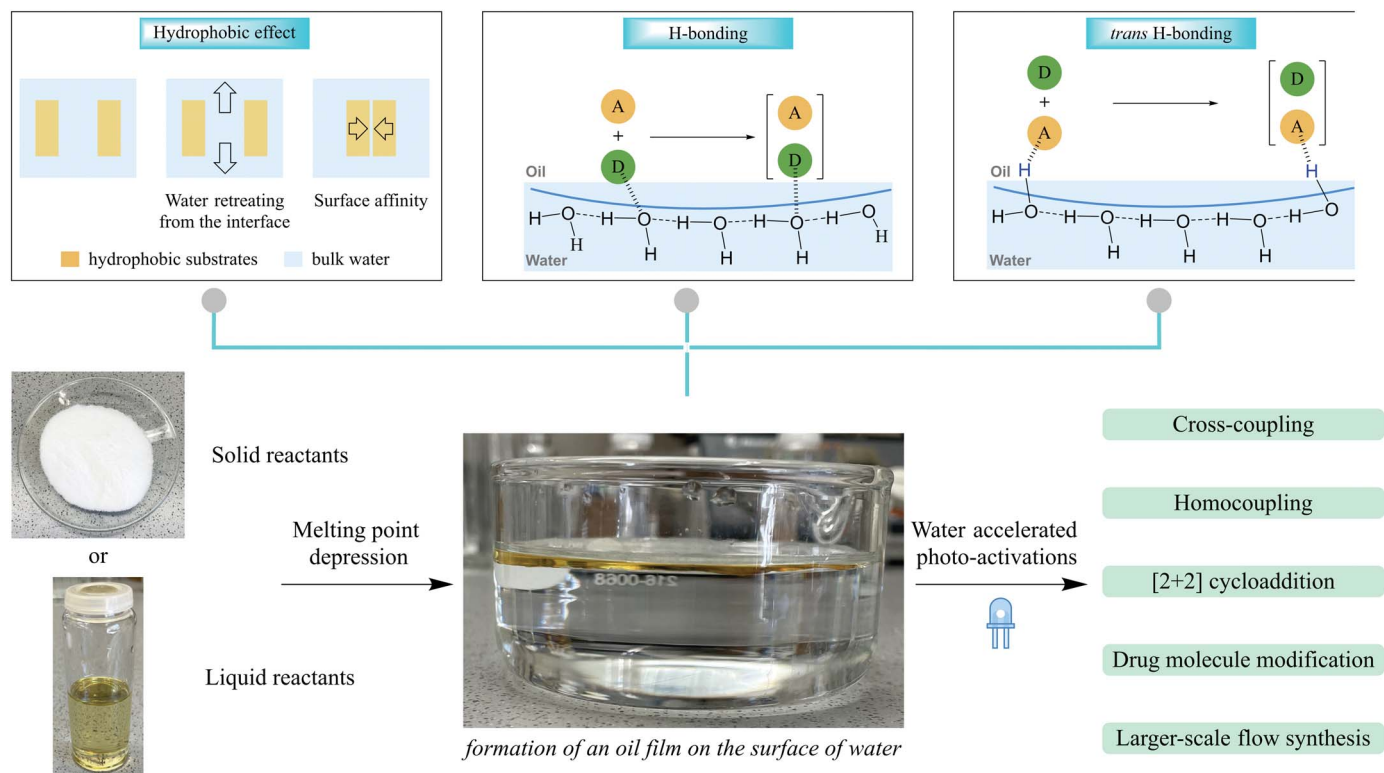 Hydrophobic effect
Water retreating
from the interface
Surface affinity
hydrophobic substrates
bulk water
H-bonding
A
+
D
A
D
Oil
H O H O H O H O H O
H H H H H
Water
trans H-bonding
D
+
A
D
A
H H
Oil
O H O H O H O H O
H H H
Water
Solid reactants
or
Liquid reactants
Melting point
depression
216-0068
formation of an oil film on the surface of water
Water accelerated
photo-activations
Cross-coupling
Homocoupling
[2+2] cycloaddition
Drug molecule modification
Larger-scale flow synthesis